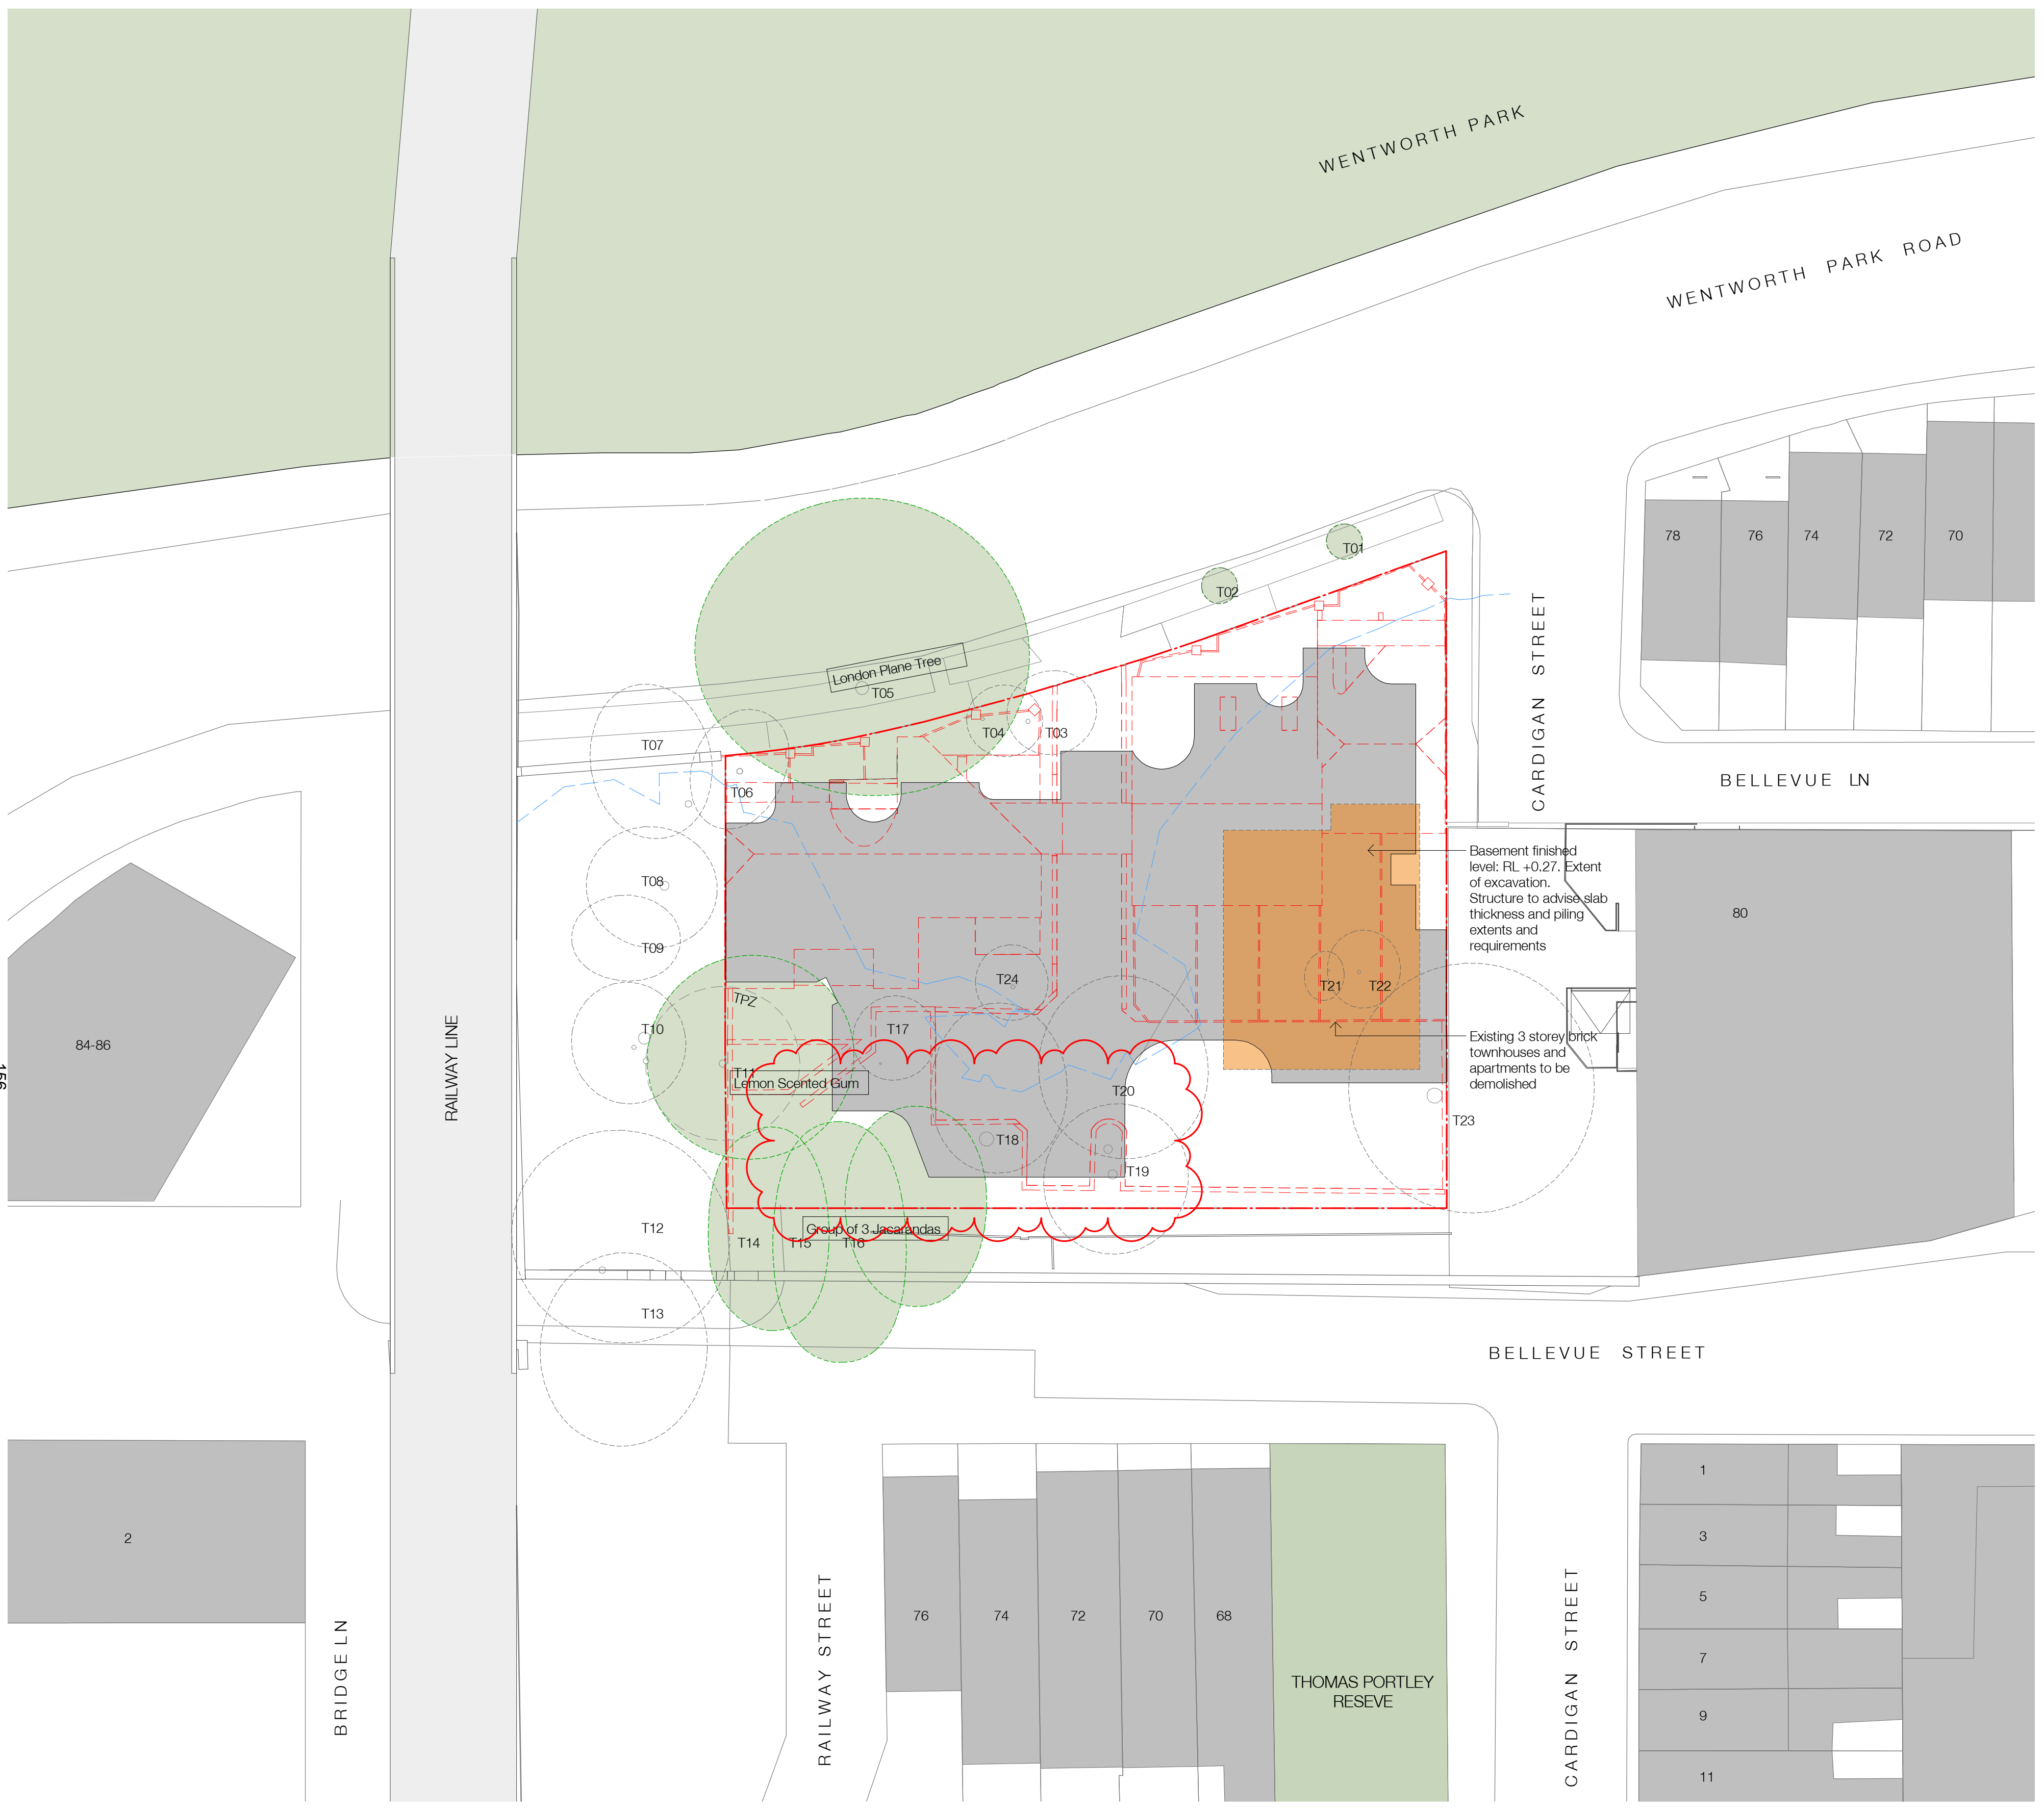 WENTWORTH PARK
WENTWORTH PARK ROAD
78
76
74
72
70
CARDIGAN STREET
BELLEVUE LN
T01
T02
London Plane Tree
T05
T04
T03
T07
T06
T08
T09
T10
TPZ
T11
Lemon Scented Gum
T24
T17
T21
T22
T20
T18
T19
T23
T12
T13
Group of 3 Jacarandas
T14
T15
T16
Basement finished
level: RL +0.27. Extent
of excavation.
Structure to advise slab
thickness and piling
extents and
requirements
Existing 3 storey brick
townhouses and
apartments to be
demolished
80
84-86
156
RAILWAY LINE
BELLEVUE STREET
2
BRIDGE LN
RAILWAY STREET
76
74
72
70
68
THOMAS PORTLEY
RESEVE
CARDIGAN STREET
1
3
5
7
9
11